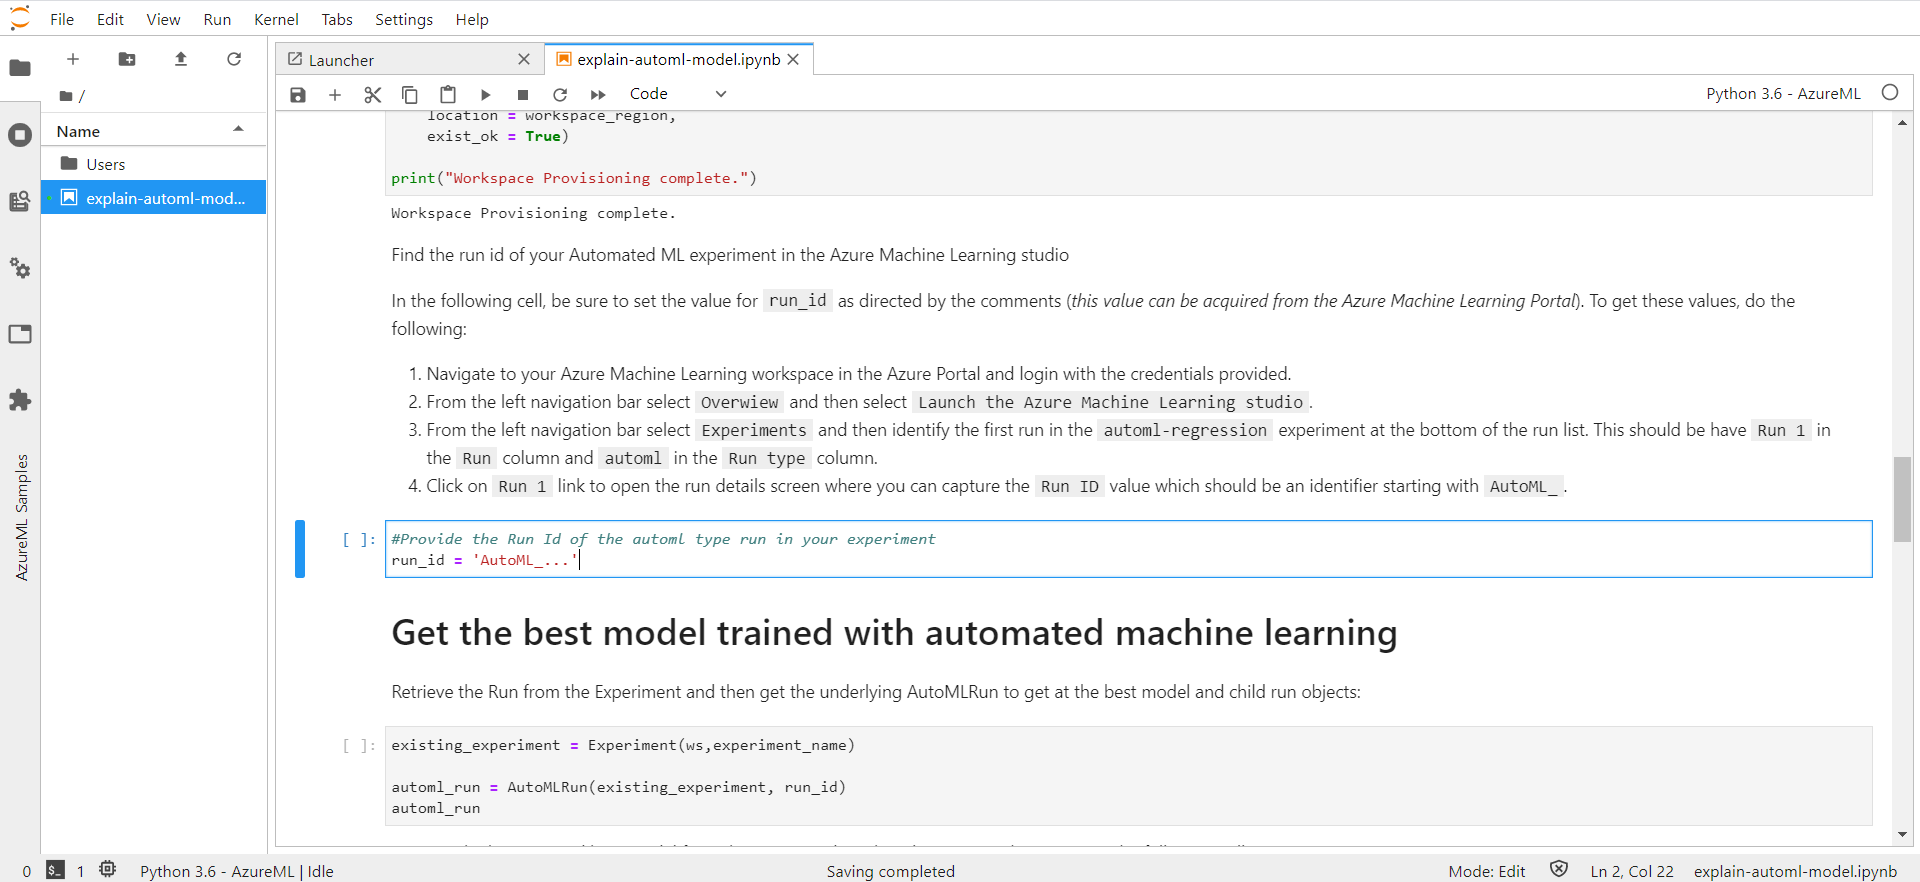 File Edit View Run Kernel Tabs Settings Help
/
Name
Users
explain-automl-mod...
AzureML Samples
Launcher
explain-automl-model.ipynb
Code
Python 3.6 - AzureML
location = workspace_region,
exist_ok = True)
print("Workspace Provisioning complete.")
Workspace Provisioning complete.
Find the run id of your Automated ML experiment in the Azure Machine Learning studio
In the following cell, be sure to set the value for run_id as directed by the comments (this value can be acquired from the Azure Machine Learning Portal). To get these values, do the
following:
1. Navigate to your Azure Machine Learning workspace in the Azure Portal and login with the credentials provided.
2. From the left navigation bar select Overwiew and then select Launch the Azure Machine Learning studio.
3. From the left navigation bar select Experiments and then identify the first run in the automl-regression experiment at the bottom of the run list. This should be have Run 1 in
the Run column and automl in the Run type column.
4. Click on Run 1 link to open the run details screen where you can capture the Run ID value which should be an identifier starting with AutoML_.
[ ]: #Provide the Run Id of the automl type run in your experiment
run_id = 'AutoML_...'
Get the best model trained with automated machine learning
Retrieve the Run from the Experiment and then get the underlying AutoMLRun to get at the best model and child run objects:
[ ]: existing_experiment = Experiment(ws,experiment_name)
automl_run = AutoMLRun(existing_experiment, run_id)
automl_run
0 $_ 1 Python 3.6 - AzureML | Idle Saving completed Mode: Edit Ln 2, Col 22 explain-automl-model.ipynb